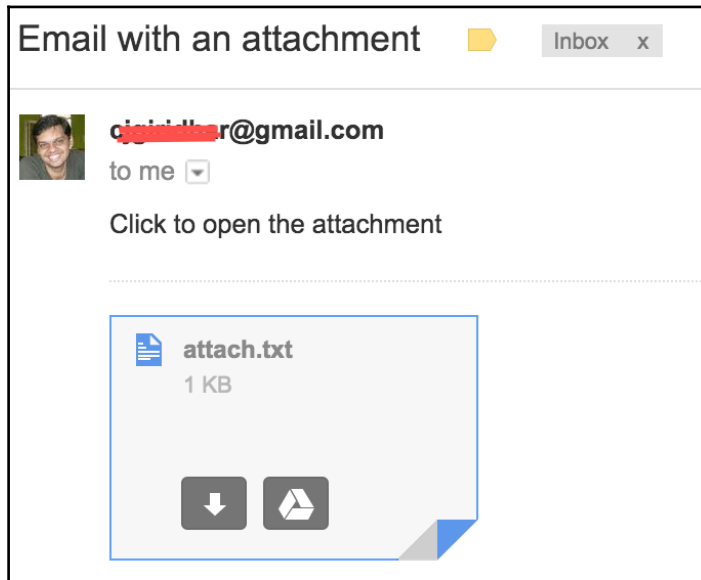 Email with an attachment
Inbox x
r@gmail.com
to me
Click to open the attachment
attach.txt
1 KB